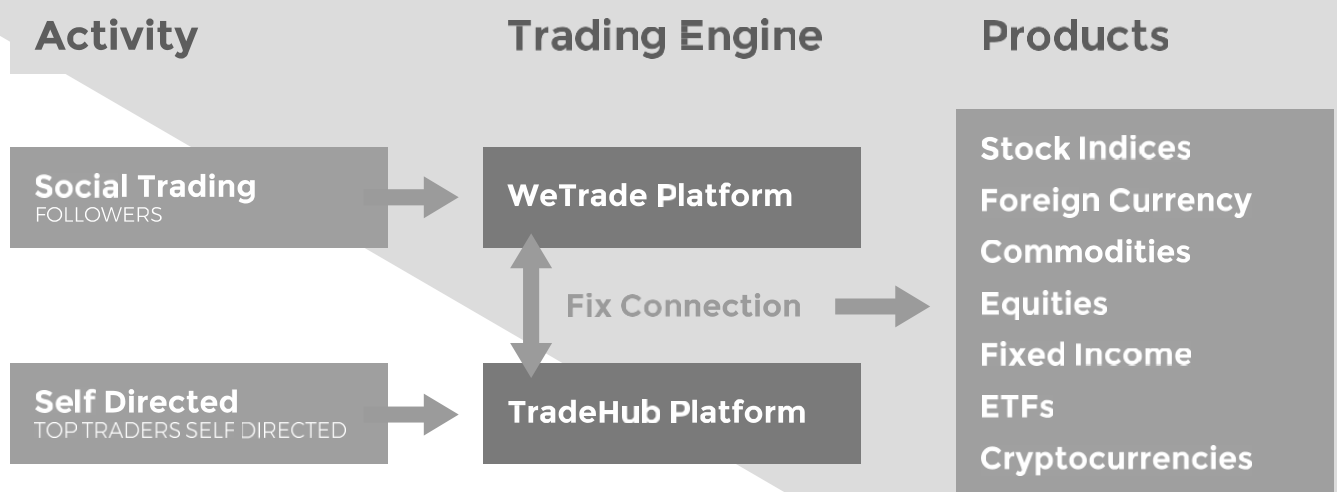 Activity
Trading Engine
Products
Social Trading
FOLLOWERS
WeTrade Platform
Fix Connection
Self Directed
TOP TRADERS SELF DIRECTED
TradeHub Platform
Stock Indices
Foreign Currency
Commodities
Equities
Fixed Income
ETFs
Cryptocurrencies